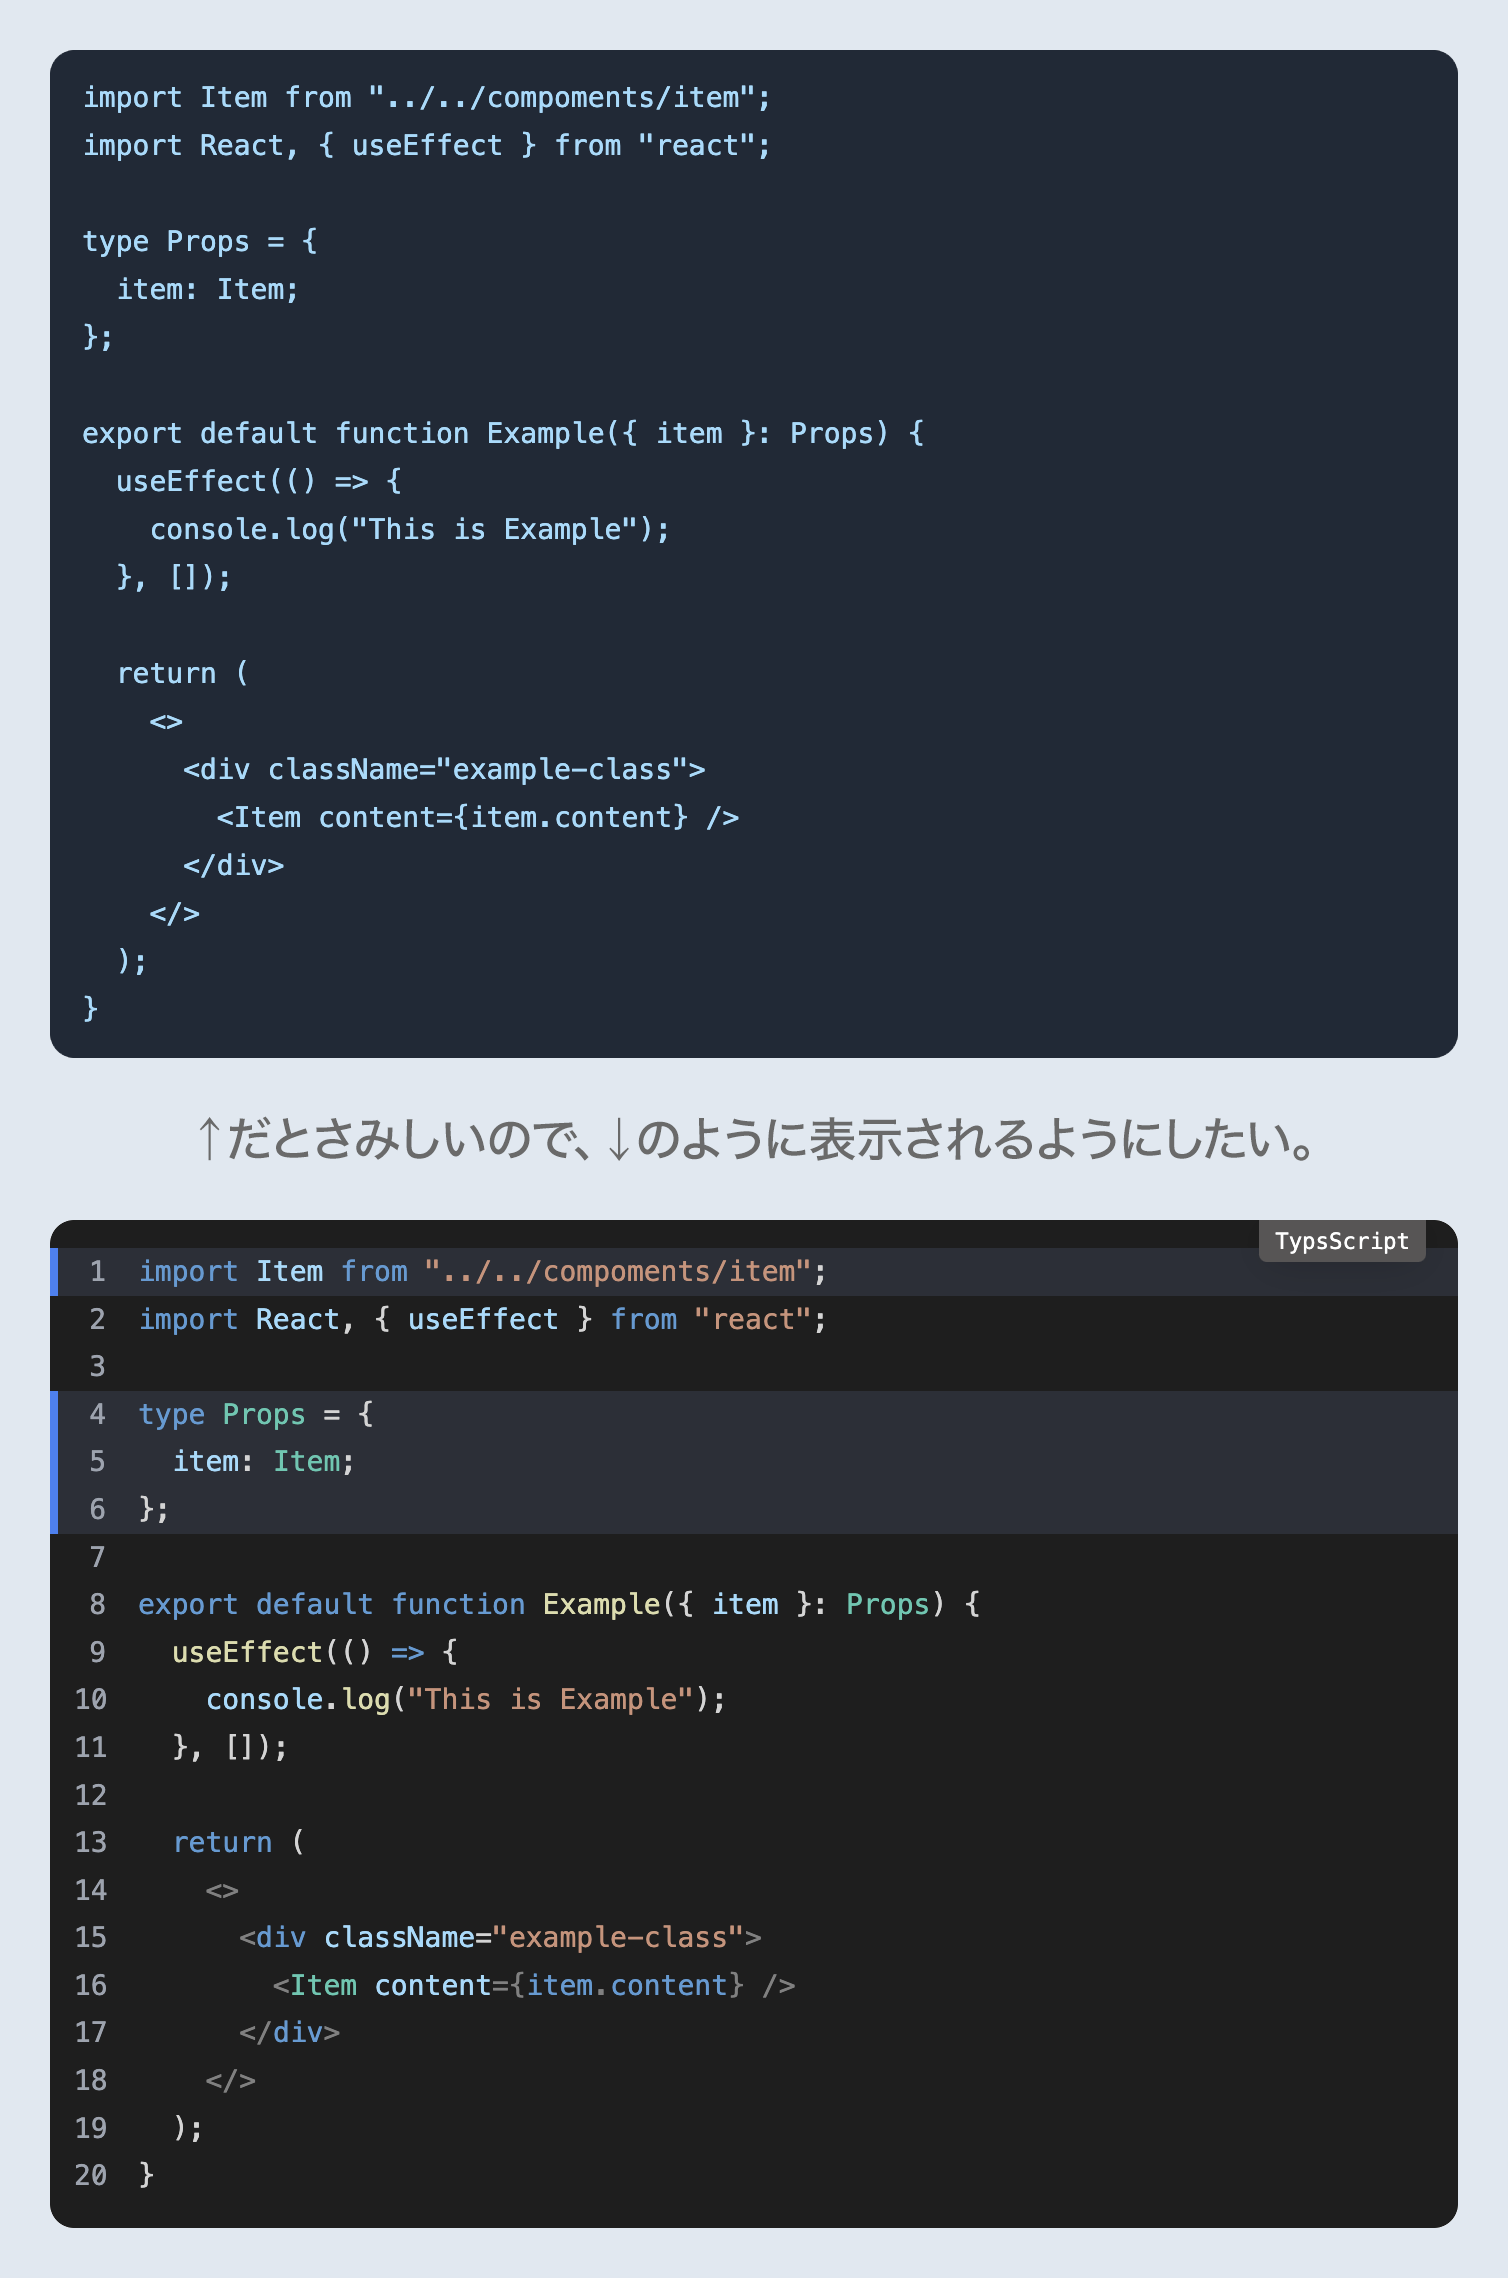 import Item from "../../compoments/item";
import React, { useEffect } from "react";

type Props = {
  item: Item;
};

export default function Example({ item }: Props) {
  useEffect(() => {
    console.log("This is Example");
  }, []);

  return (
    <>
      <div className="example-class">
        <Item content={item.content} />
      </div>
    </>
  );
}
↑だとさみしいので、↓のように表示されるようにしたい。
TypsScript
1 import Item from "../../compoments/item";
2 import React, { useEffect } from "react";
3
4 type Props = {
5   item: Item;
6 };
7
8 export default function Example({ item }: Props) {
9   useEffect(() => {
10     console.log("This is Example");
11   }, []);
12
13   return (
14     <>
15       <div className="example-class">
16         <Item content={item.content} />
17       </div>
18     </>
19   );
20 }